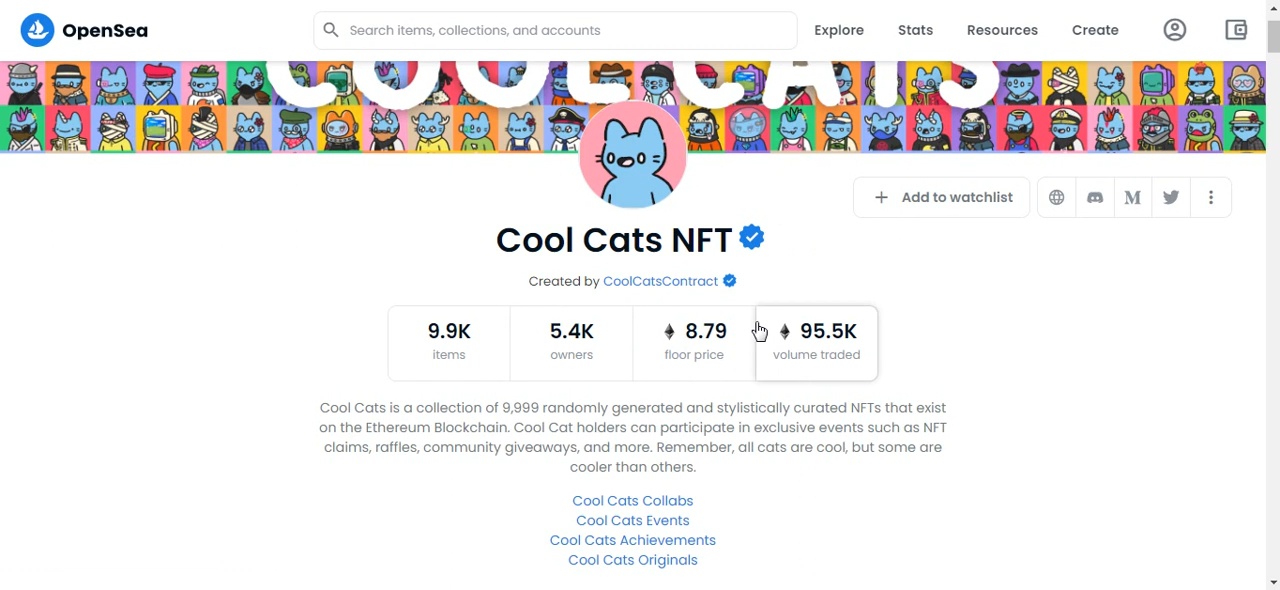 OpenSea
Search items, collections, and accounts
Explore
Stats
Resources
Create
COOL CATS
Cool Cats NFT
Created by CoolCatsContract
+ Add to watchlist
9.9K
items
5.4K
owners
8.79
floor price
95.5K
volume traded
Cool Cats is a collection of 9,999 randomly generated and stylistically curated NFTs that exist
on the Ethereum Blockchain. Cool Cat holders can participate in exclusive events such as NFT
claims, raffles, community giveaways, and more. Remember, all cats are cool, but some are
cooler than others.
Cool Cats Collabs
Cool Cats Events
Cool Cats Achievements
Cool Cats Originals